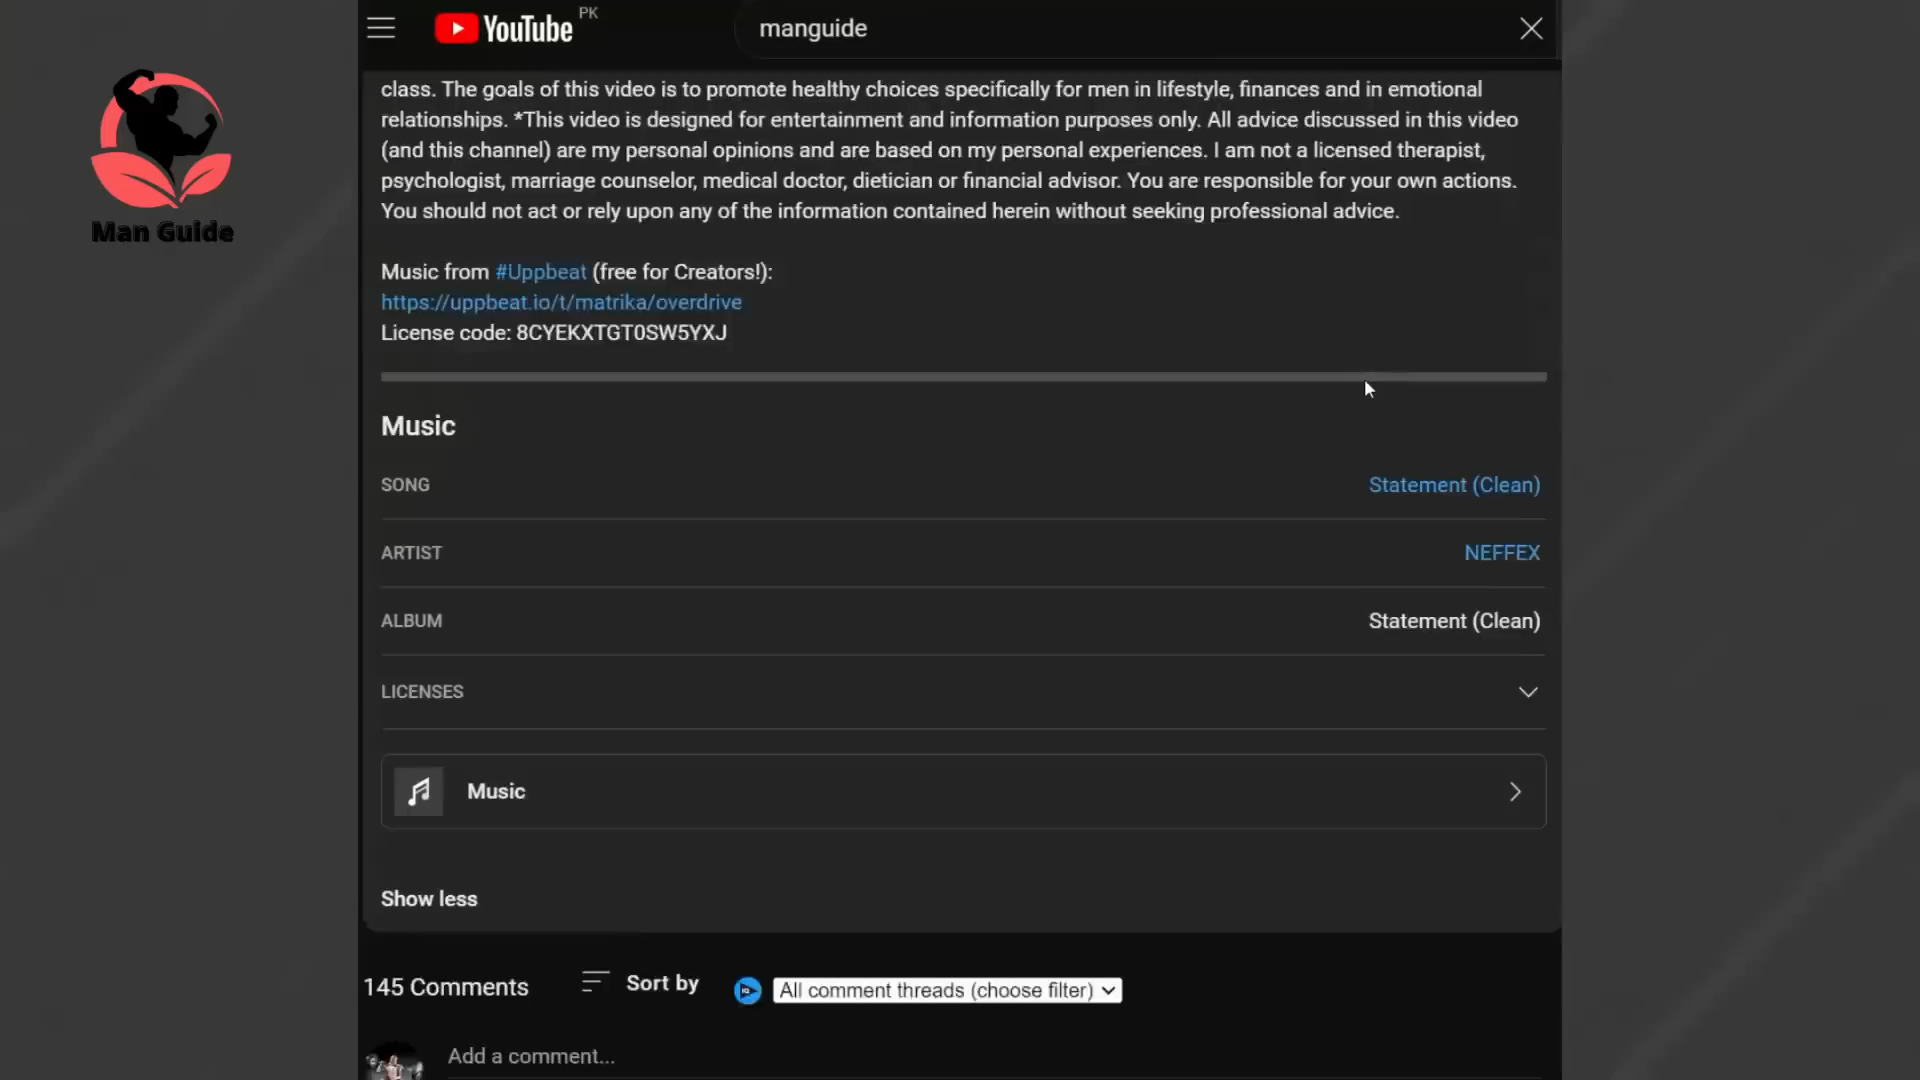 YouTube PK
manguide
Man Guide
class. The goals of this video is to promote healthy choices specifically for men in lifestyle, finances and in emotional
relationships. *This video is designed for entertainment and information purposes only. All advice discussed in this video
(and this channel) are my personal opinions and are based on my personal experiences. I am not a licensed therapist,
psychologist, marriage counselor, medical doctor, dietician or financial advisor. You are responsible for your own actions.
You should not act or rely upon any of the information contained herein without seeking professional advice.
Music from #Uppbeat (free for Creators!):
https://uppbeat.io/t/matrika/overdrive
License code: 8CYEKXTGT0SW5YXJ
Music
SONG Statement (Clean)
ARTIST NEFFEX
ALBUM Statement (Clean)
LICENSES
Music
Show less
145 Comments Sort by All comment threads (choose filter)
Add a comment...